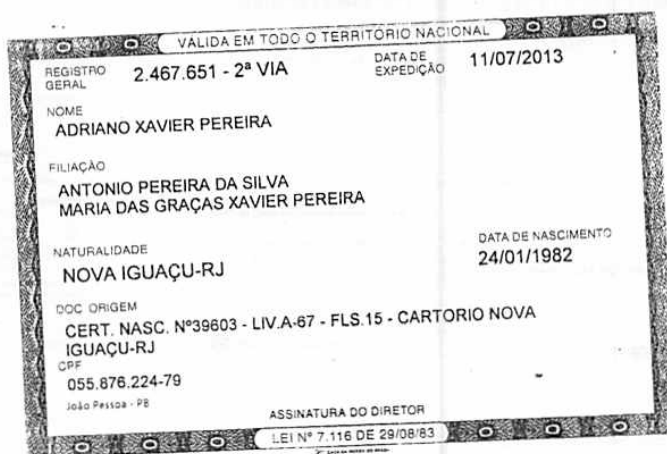 VÁLIDA EM TODO O TERRITÓRIO NACIONAL
REGISTRO GERAL 2.467.651 - 2ª VIA DATA DE EXPEDIÇÃO 11/07/2013
NOME
ADRIANO XAVIER PEREIRA
FILIAÇÃO
ANTONIO PEREIRA DA SILVA
MARIA DAS GRAÇAS XAVIER PEREIRA
NATURALIDADE
NOVA IGUAÇU-RJ
DATA DE NASCIMENTO
24/01/1982
DOC ORIGEM
CERT. NASC. Nº39603 - LIV.A-67 - FLS.15 - CARTORIO NOVA
IGUAÇU-RJ
CPF
055.876.224-79
João Pessoa - PB
ASSINATURA DO DIRETOR
LEI Nº 7.116 DE 29/08/83